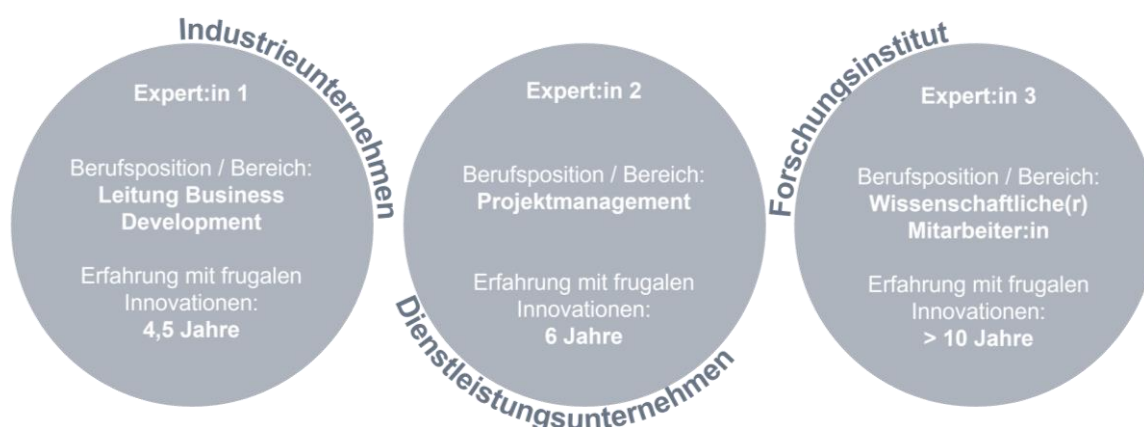 Industrieunternehmen
Expert:in 1
Berufsposition / Bereich:
Leitung Business
Development
Erfahrung mit frugalen
Innovationen:
4,5 Jahre
Dienstleistungsunternehmen
Expert:in 2
Berufsposition / Bereich:
Projektmanagement
Erfahrung mit frugalen
Innovationen:
6 Jahre
Forschungsinstitut
Expert:in 3
Berufsposition / Bereich:
Wissenschaftliche(r)
Mitarbeiter:in
Erfahrung mit frugalen
Innovationen:
> 10 Jahre